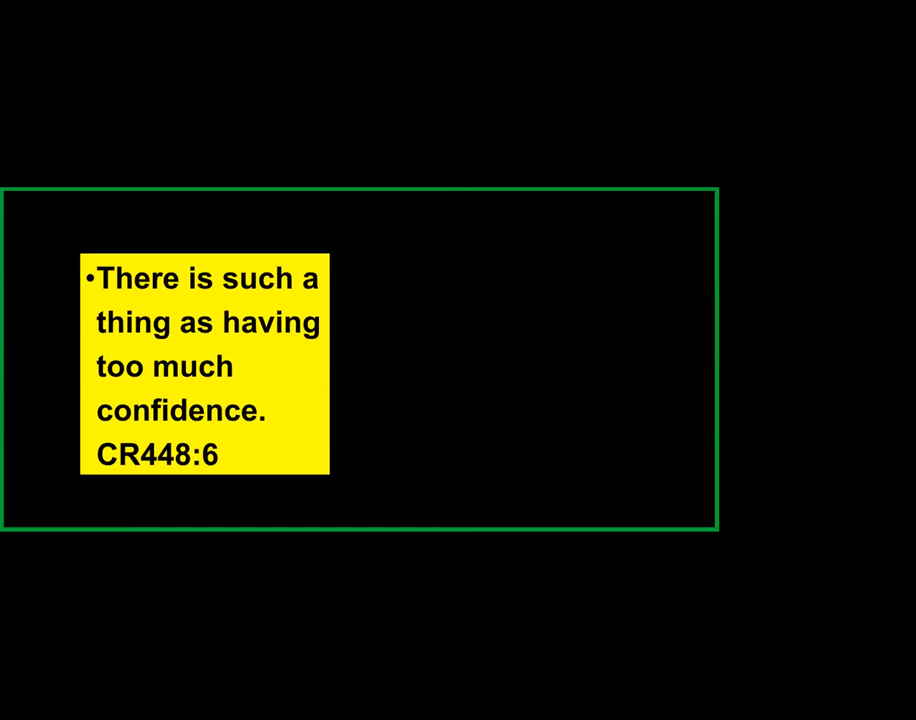 •There is such a
thing as having
too much
confidence.
CR448:6